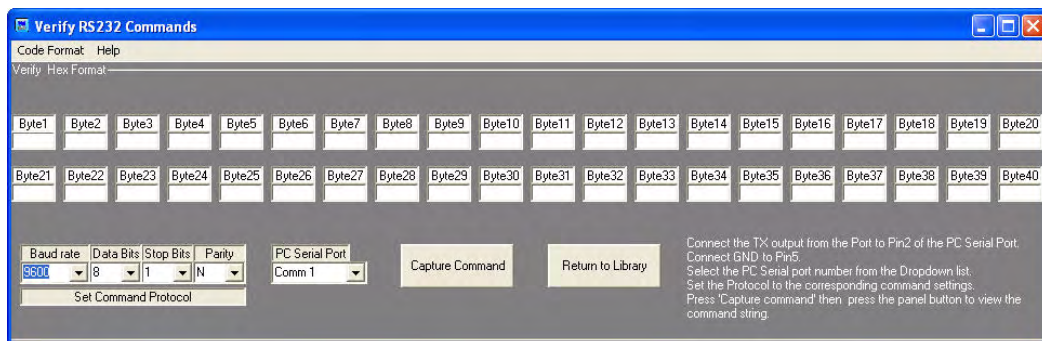 Verify RS232 Commands
Code Format Help
Verify Hex Format
Byte1 Byte2 Byte3 Byte4 Byte5 Byte6 Byte7 Byte8 Byte9 Byte10 Byte11 Byte12 Byte13 Byte14 Byte15 Byte16 Byte17 Byte18 Byte19 Byte20
Byte21 Byte22 Byte23 Byte24 Byte25 Byte26 Byte27 Byte28 Byte29 Byte30 Byte31 Byte32 Byte33 Byte34 Byte35 Byte36 Byte37 Byte38 Byte39 Byte40
Baud rate Data Bits Stop Bits Parity
9600 8 1 N
Set Command Protocol
PC Serial Port
Comm 1
Capture Command
Return to Library
Connect the TX output from the Port to Pin2 of the PC Serial Port.
Connect GND to Pin5.
Select the PC Serial port number from the Dropdown list.
Set the Protocol to the corresponding command settings.
Press 'Capture command' then press the panel button to view the
command string.